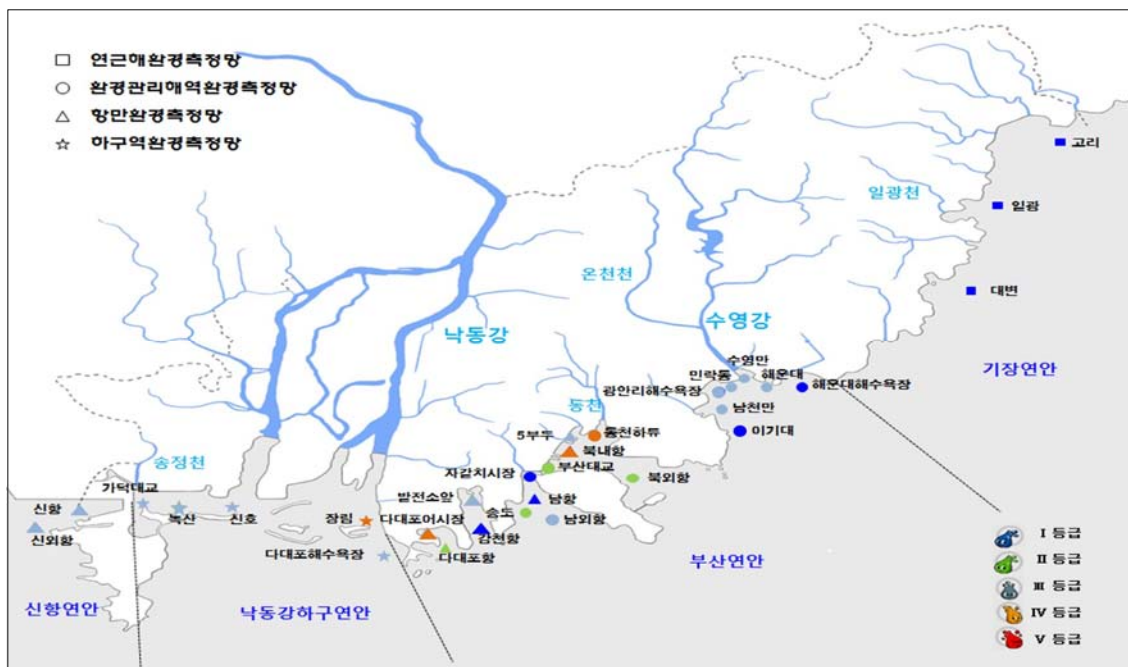 연근해환경측정망
환경관리해역환경측정망
항만환경측정망
하구역환경측정망
고리
일광천
일광
온천천
대변
수영강
낙동강
수영만
민락동
해운대
기장연안
광안리해수욕장
해운대해수욕장
남천만
동천
5부두
동천하류
이기대
송정천
북내항
자갈치시장
부산대교
북외항
가덕대교
발전소앞
남항
신항
녹산
신호
장림
다대포어시장
송도
남외항
신외항
감천항
I 등급
다대포해수욕장
다대포항
부산연안
II 등급
III 등급
신항연안
낙동강하구연안
IV 등급
V 등급